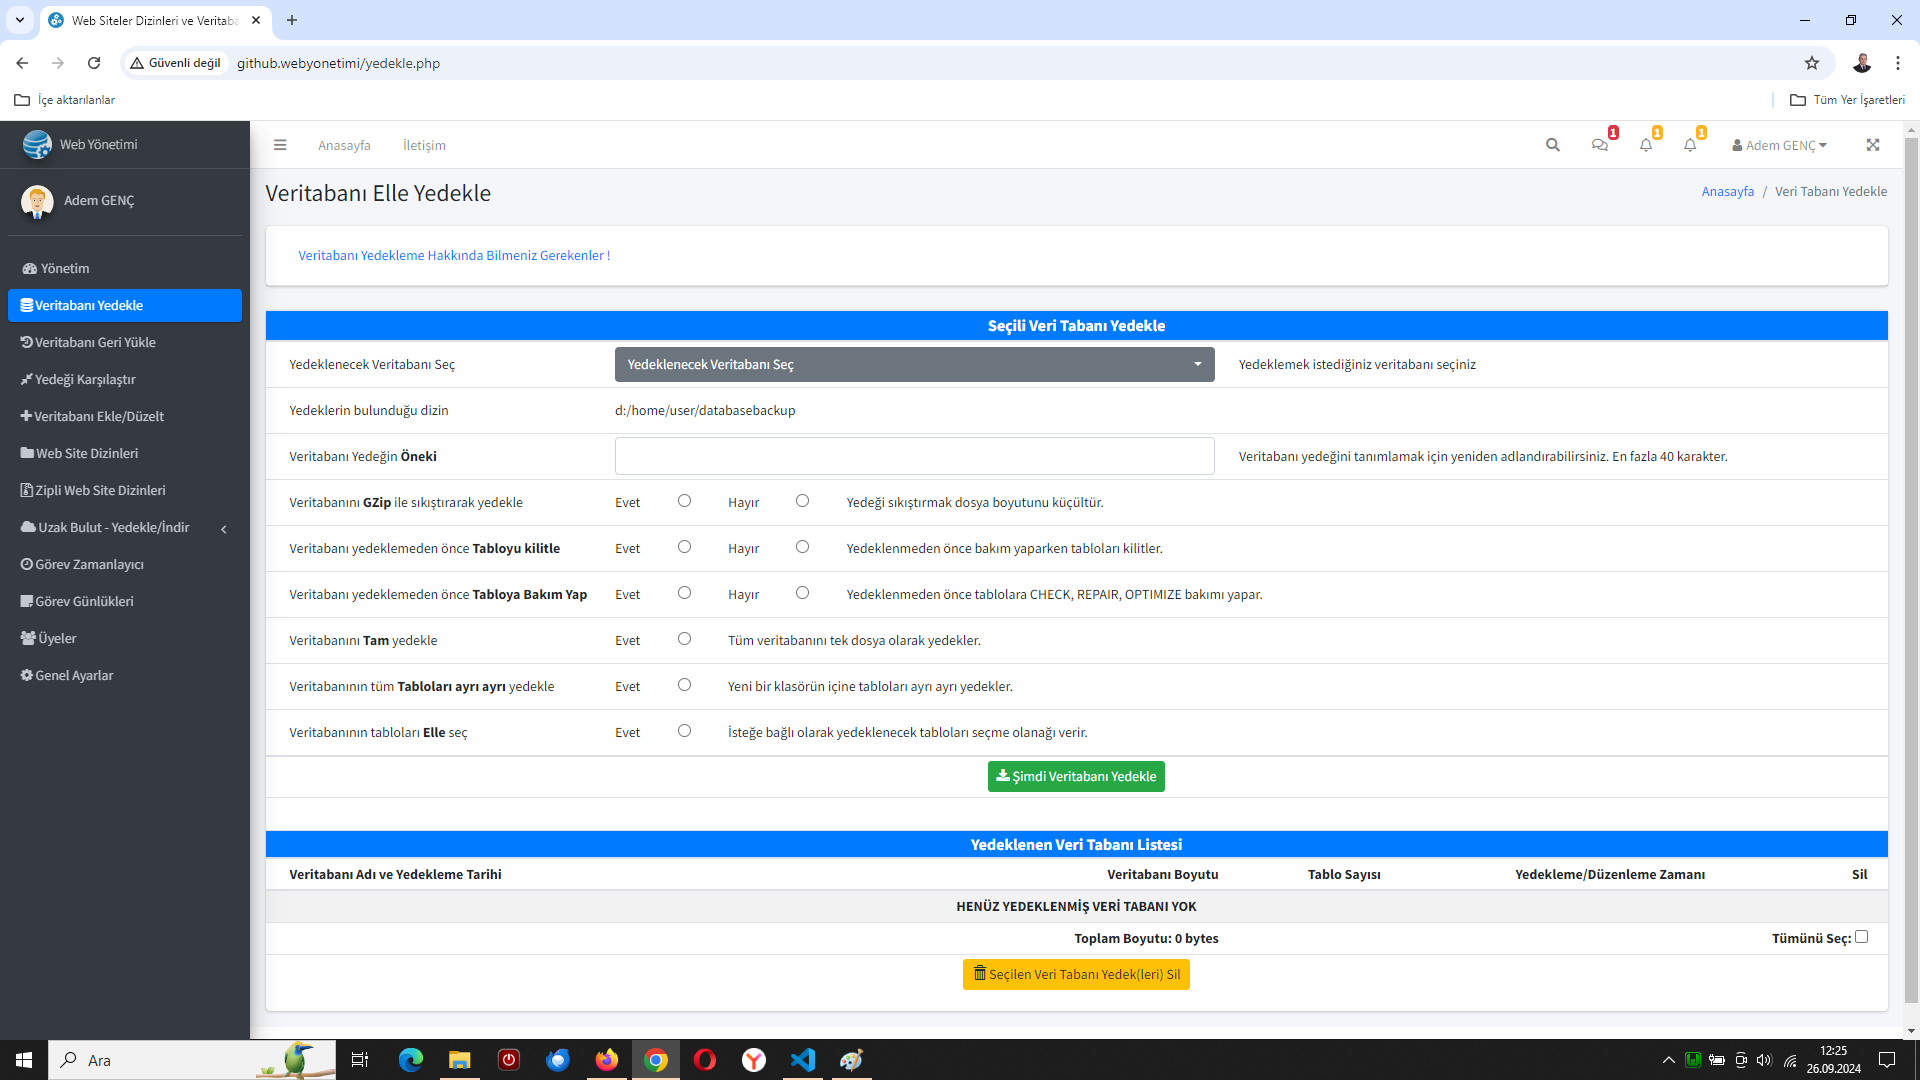 Web Siteler Dizinleri ve Veritaba
Güvenli değil
github.webyonetimi/yedekle.php
İçe aktarılanlar
Tüm Yer İşaretleri
Web Yönetimi
Anasayfa
İletişim
1
1
1
Adem GENÇ
Adem GENÇ
Yönetim
Veritabanı Yedekle
Veritabanı Geri Yükle
Yedeği Karşılaştır
Veritabanı Ekle/Düzelt
Web Site Dizinleri
Zipli Web Site Dizinleri
Uzak Bulut - Yedekle/İndir
Görev Zamanlayıcı
Görev Günlükleri
Üyeler
Genel Ayarlar
Veritabanı Elle Yedekle
Anasayfa / Veri Tabanı Yedekle
Veritabanı Yedekleme Hakkında Bilmeniz Gerekenler !
Seçili Veri Tabanı Yedekle
Yedeklenecek Veritabanı Seç Yedeklenecek Veritabanı Seç Yedeklemek istediğiniz veritabanı seçiniz
Yedeklerin bulunduğu dizin d:/home/user/databasebackup
Veritabanı Yedeğin Öneki Veritabanı yedeğini tanımlamak için yeniden adlandırabilirsiniz. En fazla 40 karakter.
Veritabanını GZip ile sıkıştırarak yedekle Evet Hayır Yedeği sıkıştırmak dosya boyutunu küçültür.
Veritabanı yedeklemeden önce Tabloyu kilitle Evet Hayır Yedeklenmeden önce bakım yaparken tabloları kilitler.
Veritabanı yedeklemeden önce Tabloya Bakım Yap Evet Hayır Yedeklenmeden önce tablolara CHECK, REPAIR, OPTIMIZE bakımı yapar.
Veritabanını Tam yedekle Evet Tüm veritabanını tek dosya olarak yedekler.
Veritabanının tüm Tabloları ayrı ayrı yedekle Evet Yeni bir klasörün içine tabloları ayrı ayrı yedekler.
Veritabanının tabloları Elle seç Evet İsteğe bağlı olarak yedeklenecek tabloları seçme olanağı verir.
Şimdi Veritabanı Yedekle
Yedeklenen Veri Tabanı Listesi
Veritabanı Adı ve Yedekleme Tarihi Veritabanı Boyutu Tablo Sayısı Yedekleme/Düzenleme Zamanı Sil
HENÜZ YEDEKLENMİŞ VERİ TABANI YOK
Toplam Boyutu: 0 bytes Tümünü Seç:
Seçilen Veri Tabanı Yedek(leri) Sil
Ara
12:25
26.09.2024